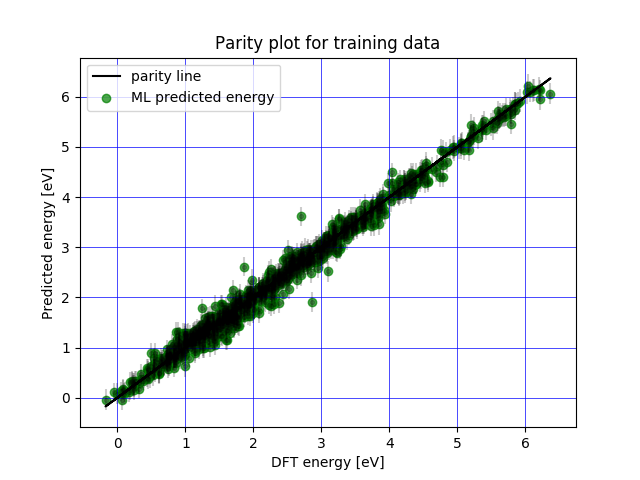 Parity plot for training data
parity line
ML predicted energy
Predicted energy [eV]
6
5
4
3
2
1
0
0 1 2 3 4 5 6
DFT energy [eV]